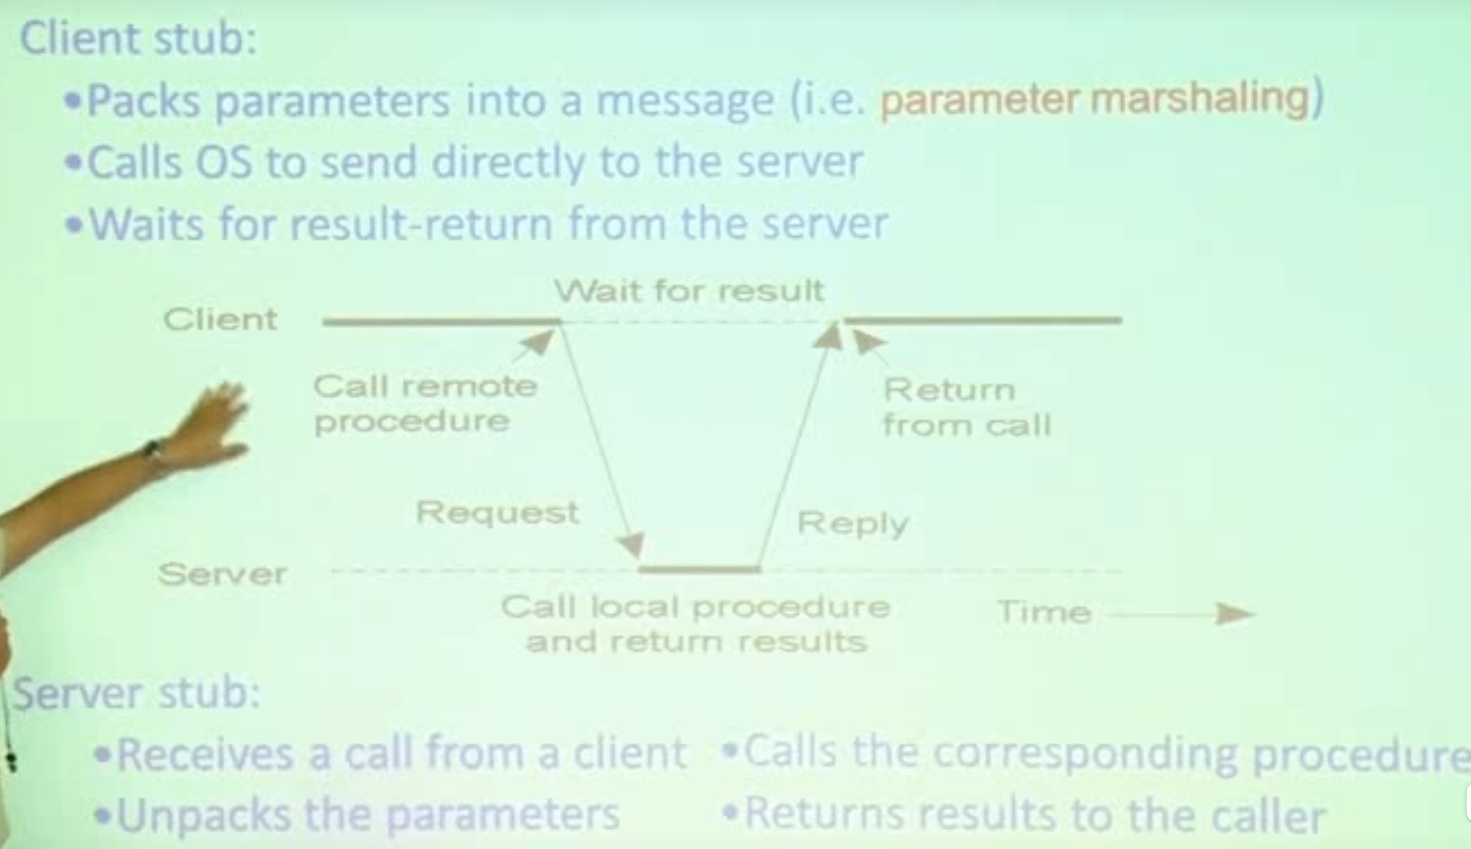 Client stub:
•Packs parameters into a message (i.e. parameter marshaling)
•Calls OS to send directly to the server
•Waits for result-return from the server
Wait for result
Client
Call remote
procedure
Return
from call
Request
Reply
Server
Call local procedure
and return results
Time
Server stub:
•Receives a call from a client •Calls the corresponding procedure
•Unpacks the parameters •Returns results to the caller